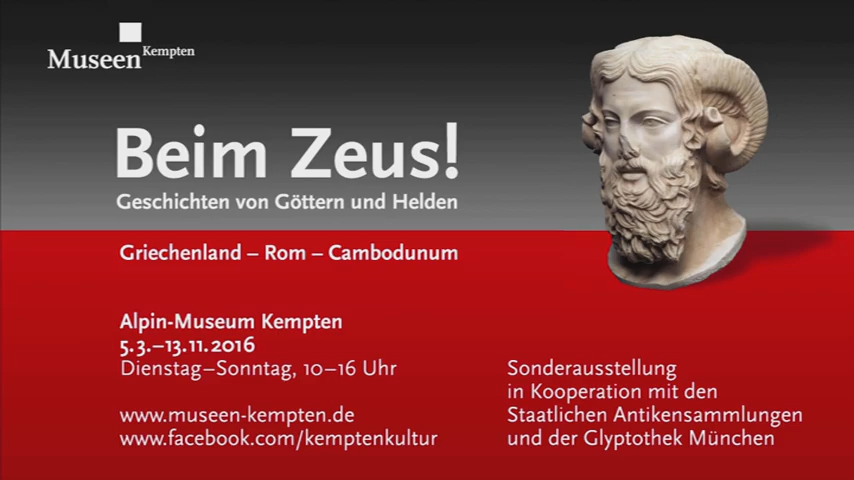 Museen Kempten
Beim Zeus!
Geschichten von Göttern und Helden
Griechenland – Rom – Cambodunum
Alpin-Museum Kempten
5.3.–13.11.2016
Dienstag–Sonntag, 10–16 Uhr
www.museen-kempten.de
www.facebook.com/kemptenkultur
Sonderausstellung
in Kooperation mit den
Staatlichen Antikensammlungen
und der Glyptothek München